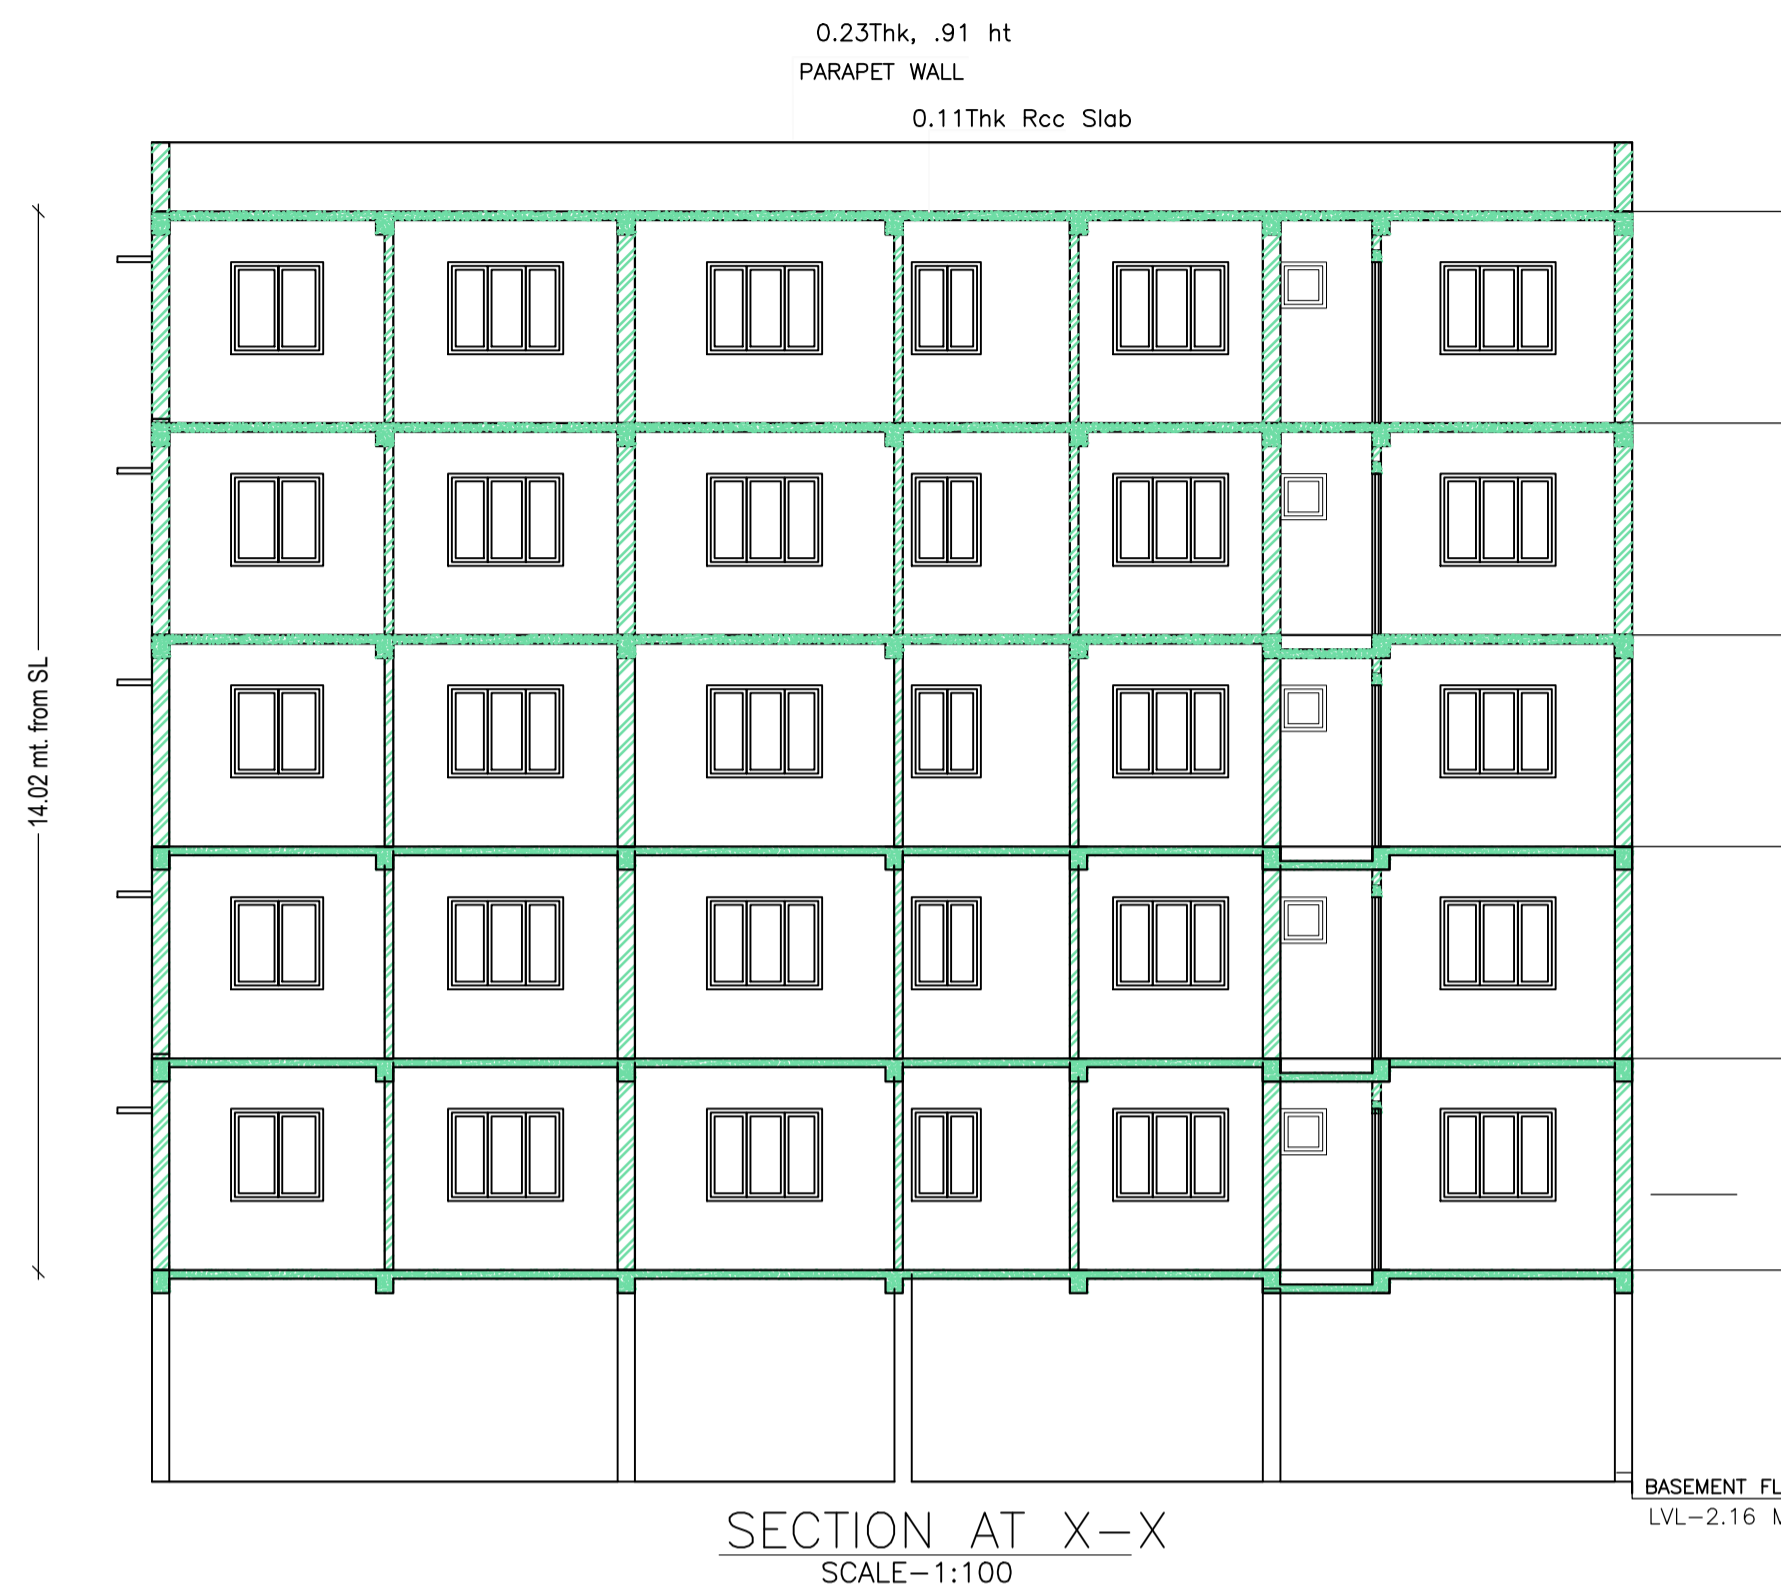 0.23Thk, .91 ht
PARAPET WALL
0.11Thk Rcc Slab
14.02 mt. from SL
BASEMENT FL
LVL-2.16 M
SECTION AT X-X
SCALE-1:100